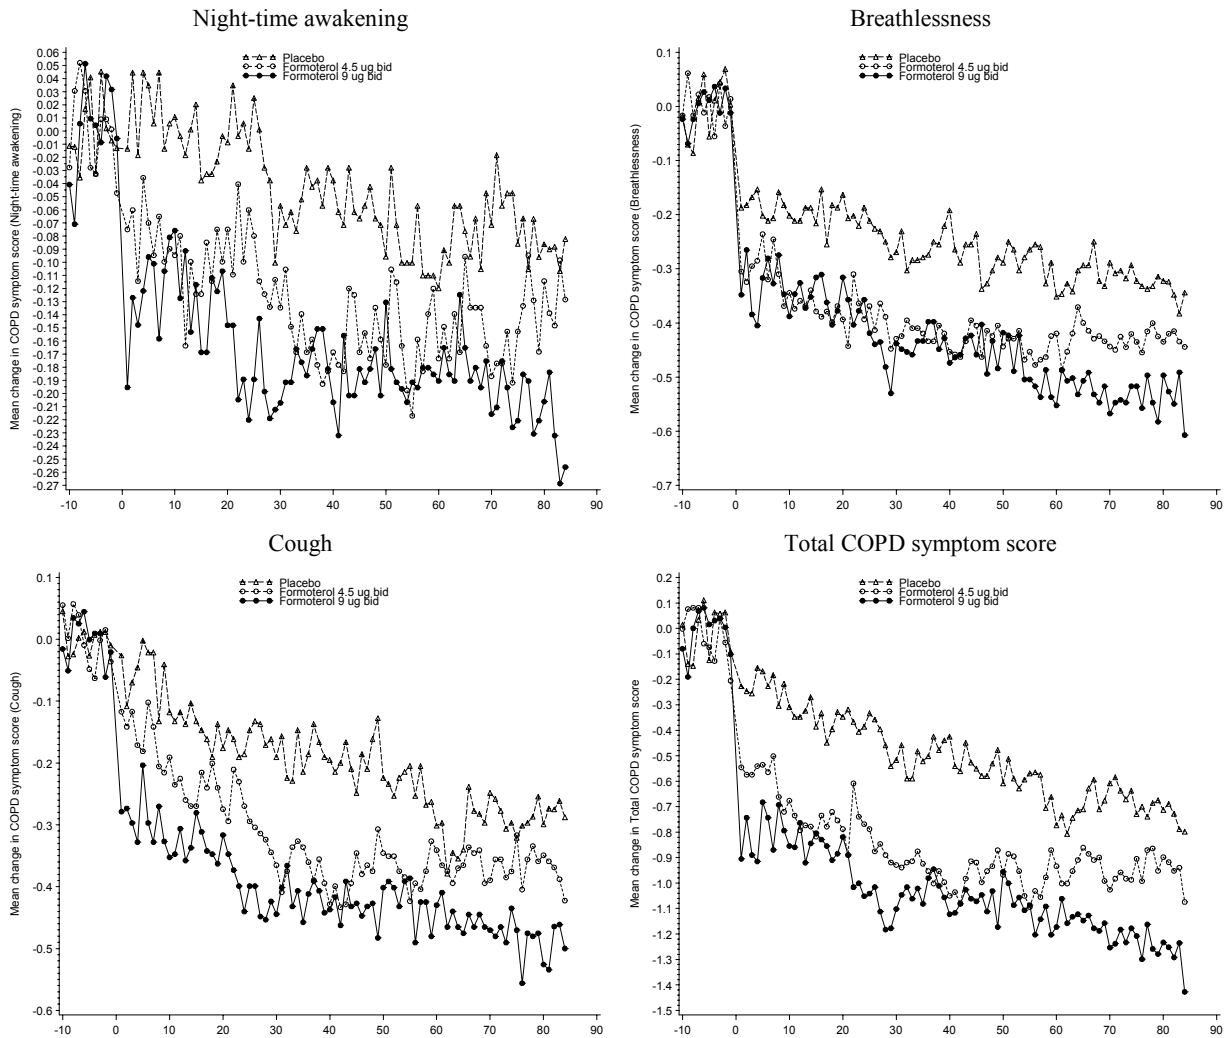 Night-time awakening
Placebo
Formoterol 4.5 ug bid
Formoterol 9 ug bid
Mean change in COPD symptom score (Night-time awakening)
0.06
0.05
0.04
0.03
0.02
0.01
0.00
-0.01
-0.02
-0.03
-0.04
-0.05
-0.06
-0.07
-0.08
-0.09
-0.10
-0.11
-0.12
-0.13
-0.14
-0.15
-0.16
-0.17
-0.18
-0.19
-0.20
-0.21
-0.22
-0.23
-0.24
-0.25
-0.26
-0.27
-10 0 10 20 30 40 50 60 70 80 90
Breathlessness
Placebo
Formoterol 4.5 ug bid
Formoterol 9 ug bid
Mean change in COPD symptom score (Breathlessness)
0.1
0.0
-0.1
-0.2
-0.3
-0.4
-0.5
-0.6
-0.7
-10 0 10 20 30 40 50 60 70 80 90
Cough
Placebo
Formoterol 4.5 ug bid
Formoterol 9 ug bid
Mean change in COPD symptom score (Cough)
0.1
0.0
-0.1
-0.2
-0.3
-0.4
-0.5
-0.6
-10 0 10 20 30 40 50 60 70 80 90
Total COPD symptom score
Placebo
Formoterol 4.5 ug bid
Formoterol 9 ug bid
Mean change in Total COPD symptom score
0.2
0.1
0.0
-0.1
-0.2
-0.3
-0.4
-0.5
-0.6
-0.7
-0.8
-0.9
-1.0
-1.1
-1.2
-1.3
-1.4
-1.5
-10 0 10 20 30 40 50 60 70 80 90